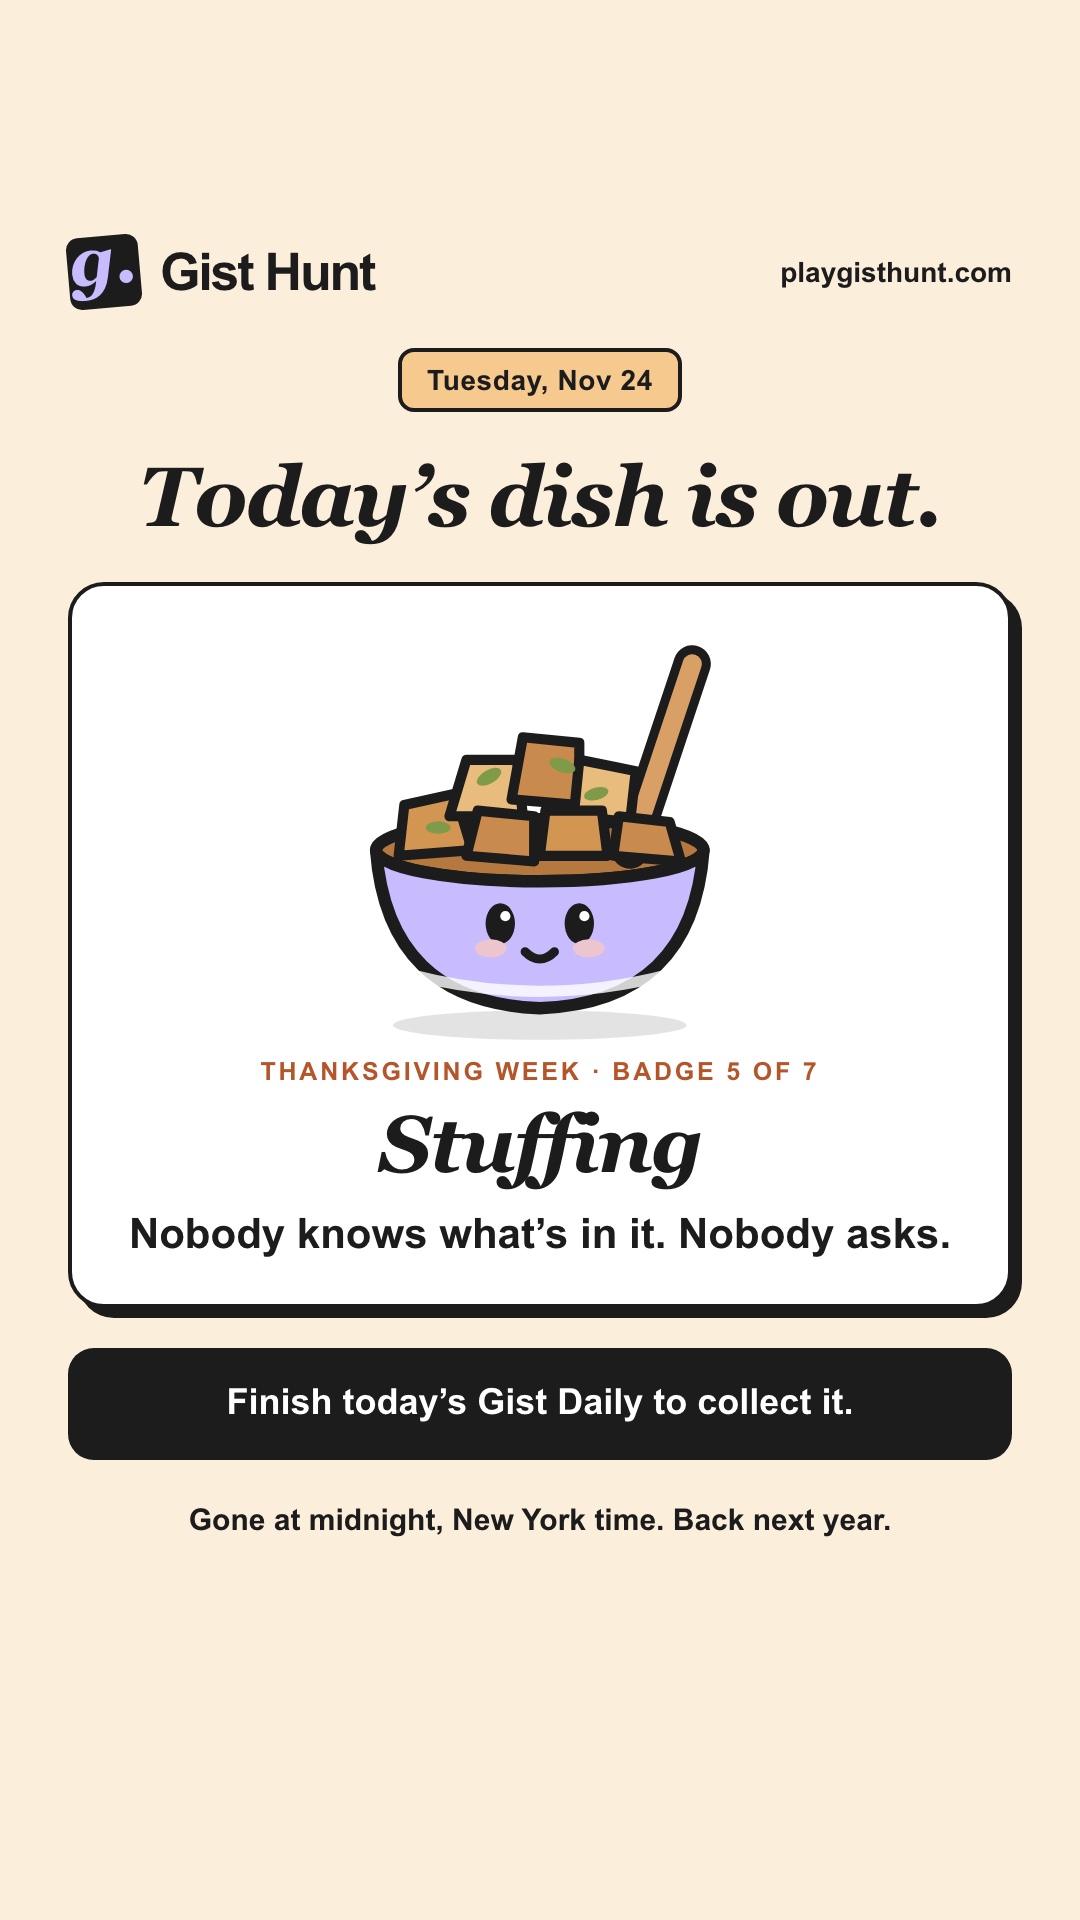 g. Gist Hunt
playgisthunt.com
Tuesday, Nov 24
Today’s dish is out.
THANKSGIVING WEEK · BADGE 5 OF 7
Stuffing
Nobody knows what’s in it. Nobody asks.
Finish today’s Gist Daily to collect it.
Gone at midnight, New York time. Back next year.